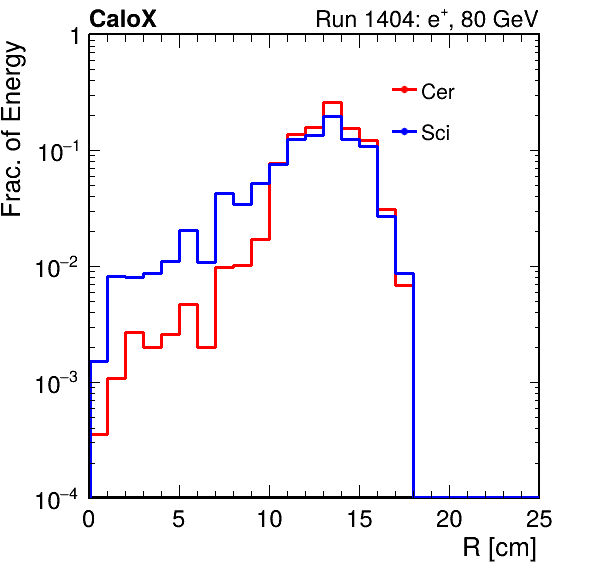 CaloX Run 1404: e⁺, 80 GeV
Frac. of Energy
1
10⁻¹
10⁻²
10⁻³
10⁻⁴
Cer
Sci
0 5 10 15 20 25
R [cm]